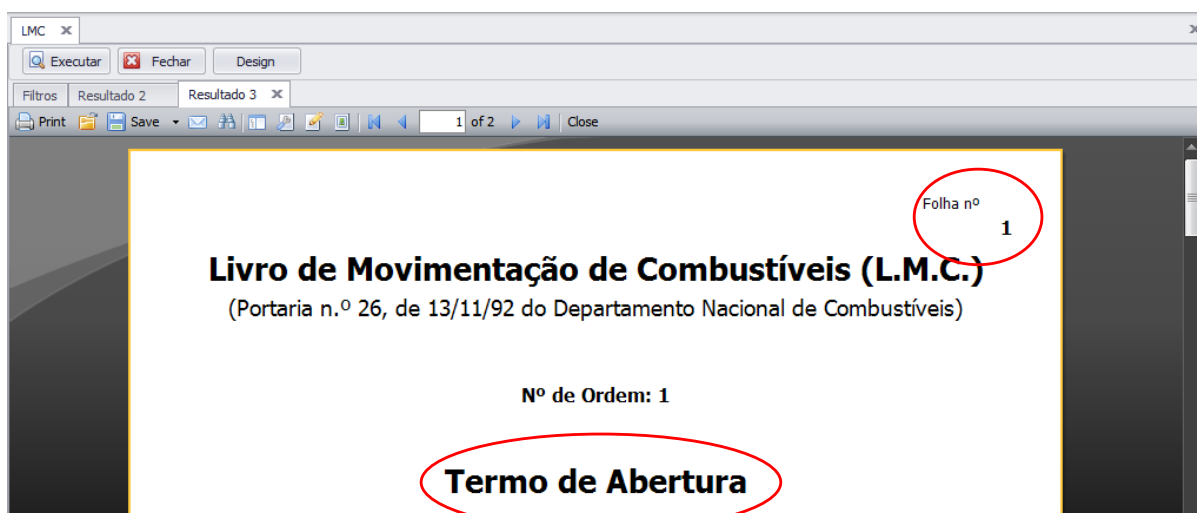 LMC
Executar Fechar Design
Filtros Resultado 2 Resultado 3
Print Save 1 of 2 Close
Folha nº
1
Livro de Movimentação de Combustíveis (L.M.C.)
(Portaria n.º 26, de 13/11/92 do Departamento Nacional de Combustíveis)
Nº de Ordem: 1
Termo de Abertura